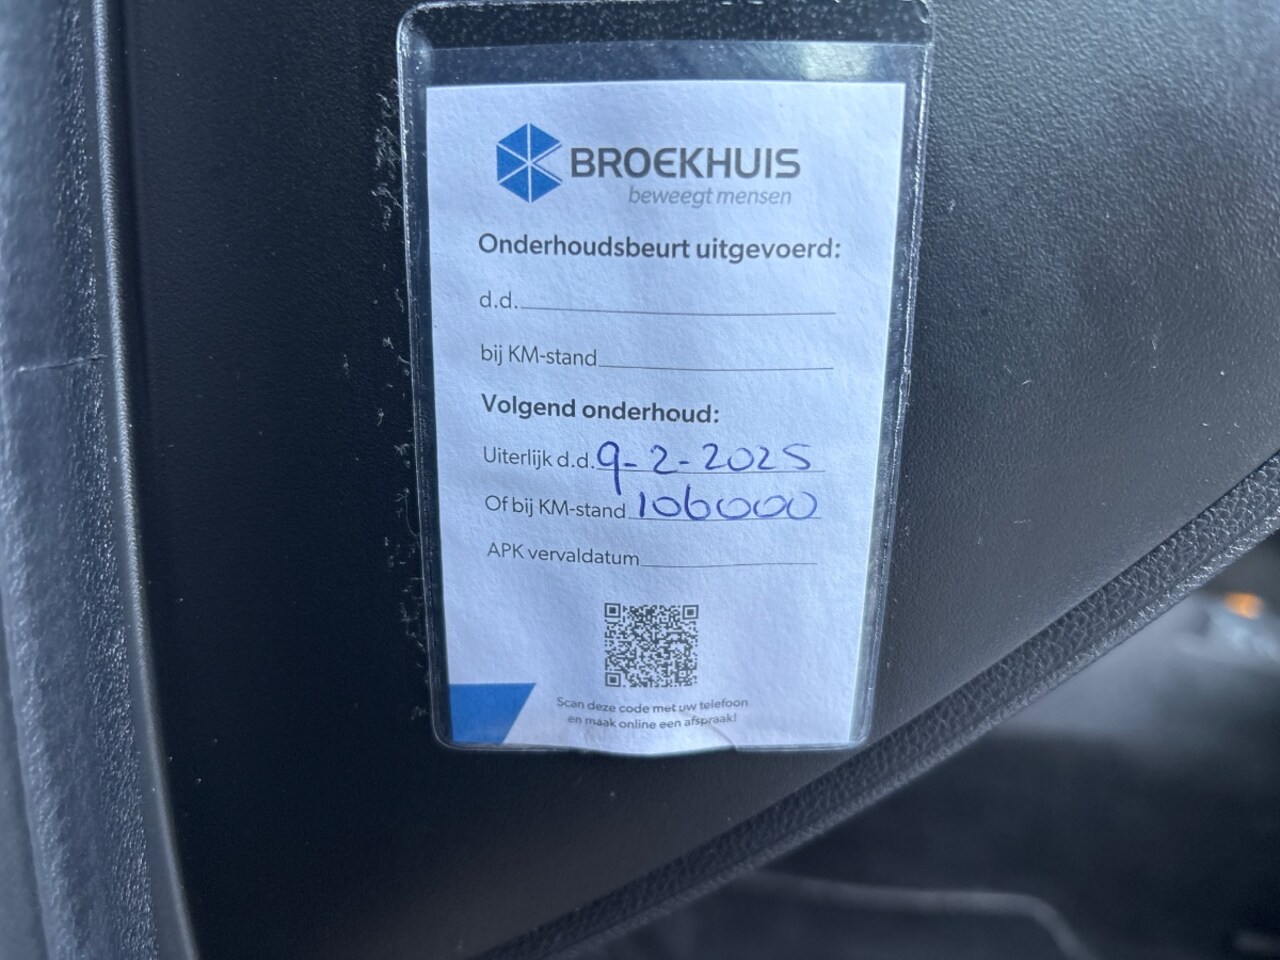 BROEKHUIS
beweegt mensen
Onderhoudsbeurt uitgevoerd:
d.d.
bij KM-stand
Volgend onderhoud:
Uiterlijk d.d. 9-2-2025
Of bij KM-stand 106000
APK vervaldatum
Scan deze code met uw telefoon
en maak online een afspraak!